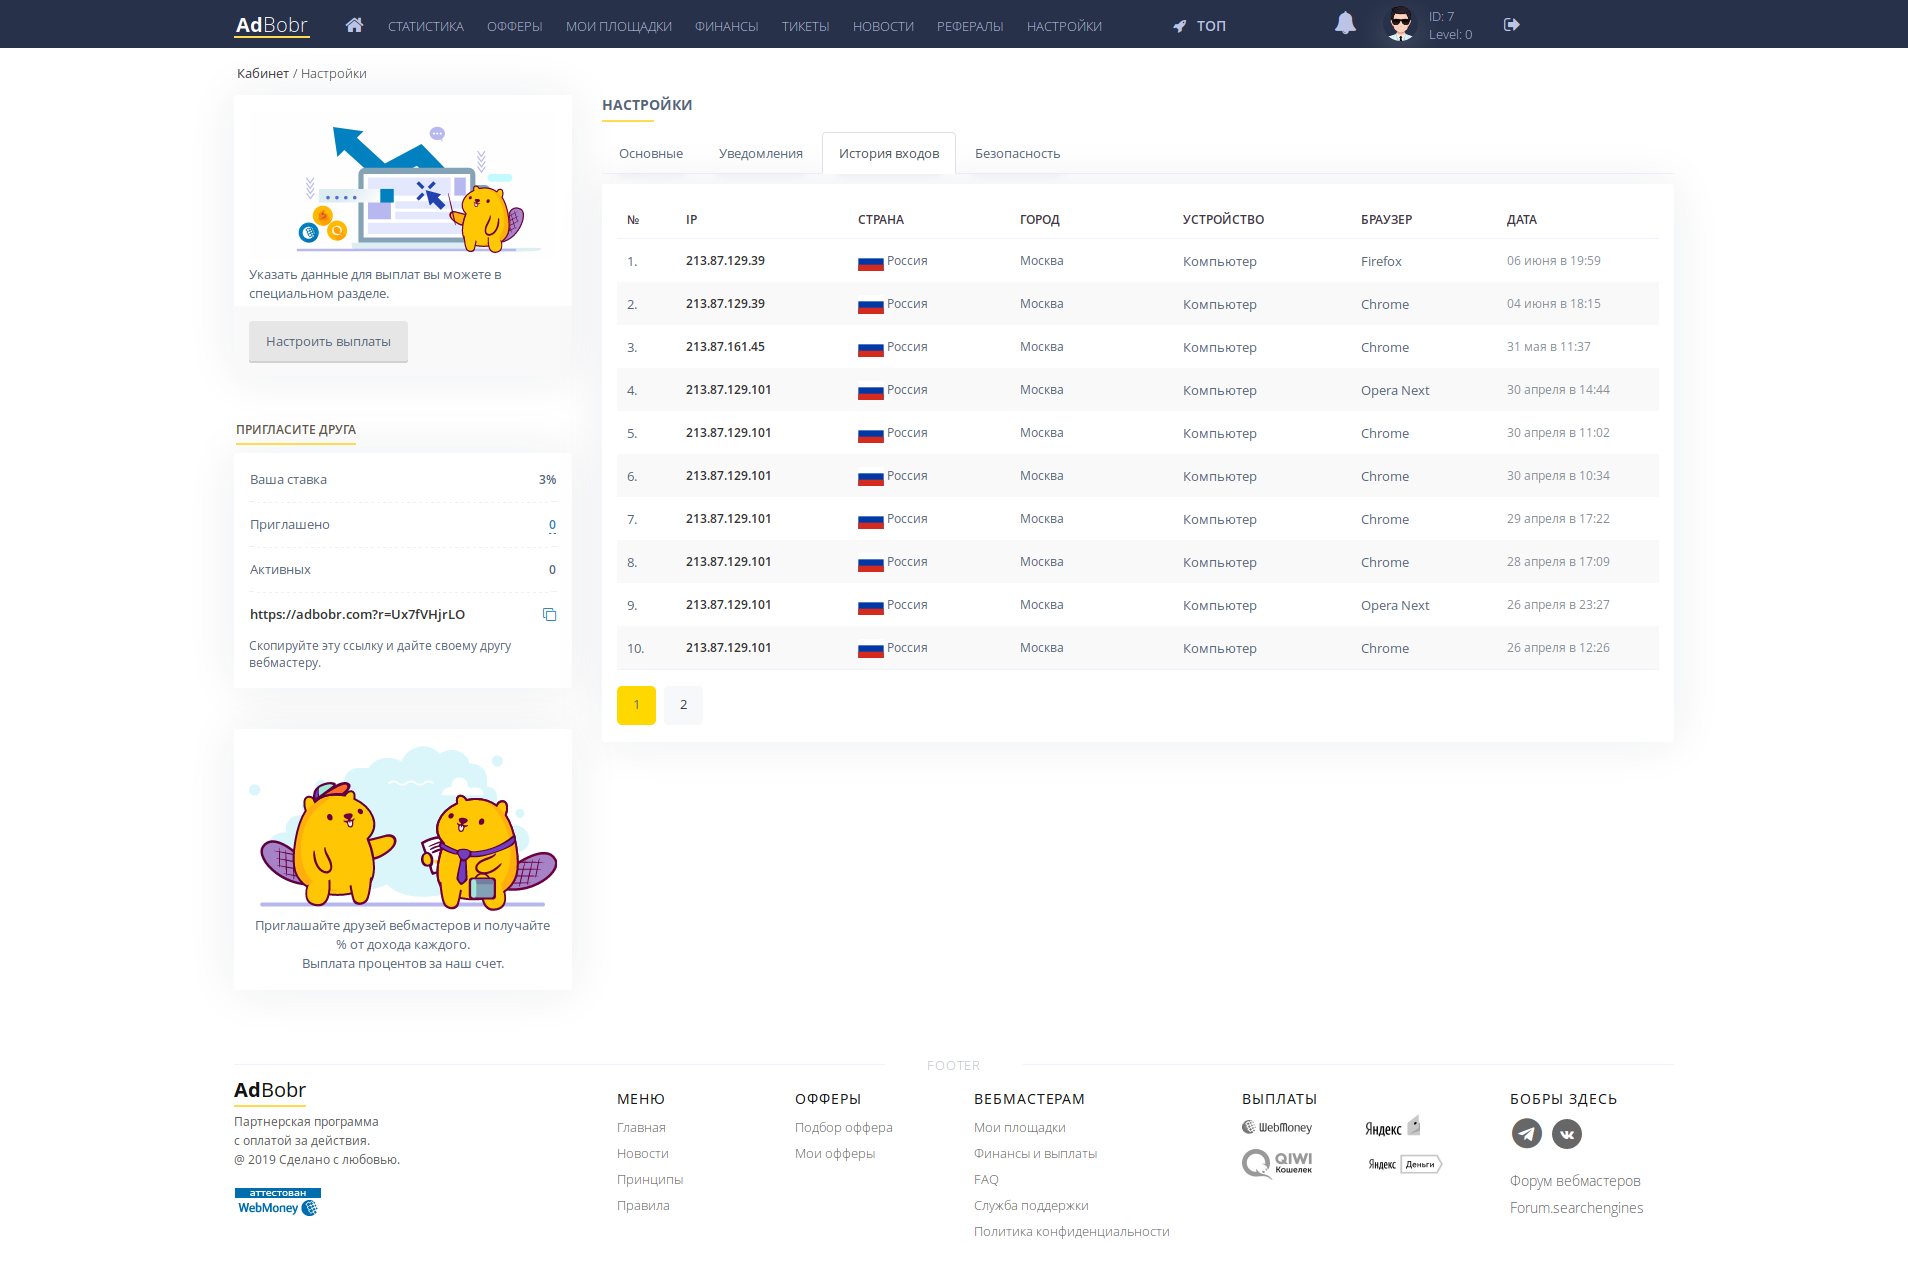 AdBobr
СТАТИСТИКА ОФФЕРЫ МОИ ПЛОЩАДКИ ФИНАНСЫ ТИКЕТЫ НОВОСТИ РЕФЕРАЛЫ НАСТРОЙКИ
ТОП
ID: 7
Level: 0
Кабинет / Настройки
Указать данные для выплат вы можете в
специальном разделе.
Настроить выплаты
ПРИГЛАСИТЕ ДРУГА
Ваша ставка 3%
Приглашено 0
Активных 0
https://adbobr.com?r=Ux7fVHjrLO
Скопируйте эту ссылку и дайте своему другу
вебмастеру.
Приглашайте друзей вебмастеров и получайте
% от дохода каждого.
Выплата процентов за наш счет.
НАСТРОЙКИ
Основные Уведомления История входов Безопасность
№ IP СТРАНА ГОРОД УСТРОЙСТВО БРАУЗЕР ДАТА
1. 213.87.129.39 Россия Москва Компьютер Firefox 06 июня в 19:59
2. 213.87.129.39 Россия Москва Компьютер Chrome 04 июня в 18:15
3. 213.87.161.45 Россия Москва Компьютер Chrome 31 мая в 11:37
4. 213.87.129.101 Россия Москва Компьютер Opera Next 30 апреля в 14:44
5. 213.87.129.101 Россия Москва Компьютер Chrome 30 апреля в 11:02
6. 213.87.129.101 Россия Москва Компьютер Chrome 30 апреля в 10:34
7. 213.87.129.101 Россия Москва Компьютер Chrome 29 апреля в 17:22
8. 213.87.129.101 Россия Москва Компьютер Chrome 28 апреля в 17:09
9. 213.87.129.101 Россия Москва Компьютер Opera Next 26 апреля в 23:27
10. 213.87.129.101 Россия Москва Компьютер Chrome 26 апреля в 12:26
1 2
FOOTER
AdBobr
Партнерская программа
с оплатой за действия.
@ 2019 Сделано с любовью.
аттестован
WebMoney
МЕНЮ
Главная
Новости
Принципы
Правила
ОФФЕРЫ
Подбор оффера
Мои офферы
ВЕБМАСТЕРАМ
Мои площадки
Финансы и выплаты
FAQ
Служба поддержки
Политика конфиденциальности
ВЫПЛАТЫ
WebMoney
Яндекс
QIWI
Кошелек
Яндекс Деньги
БОБРЫ ЗДЕСЬ
Форум вебмастеров
Forum.searchengines